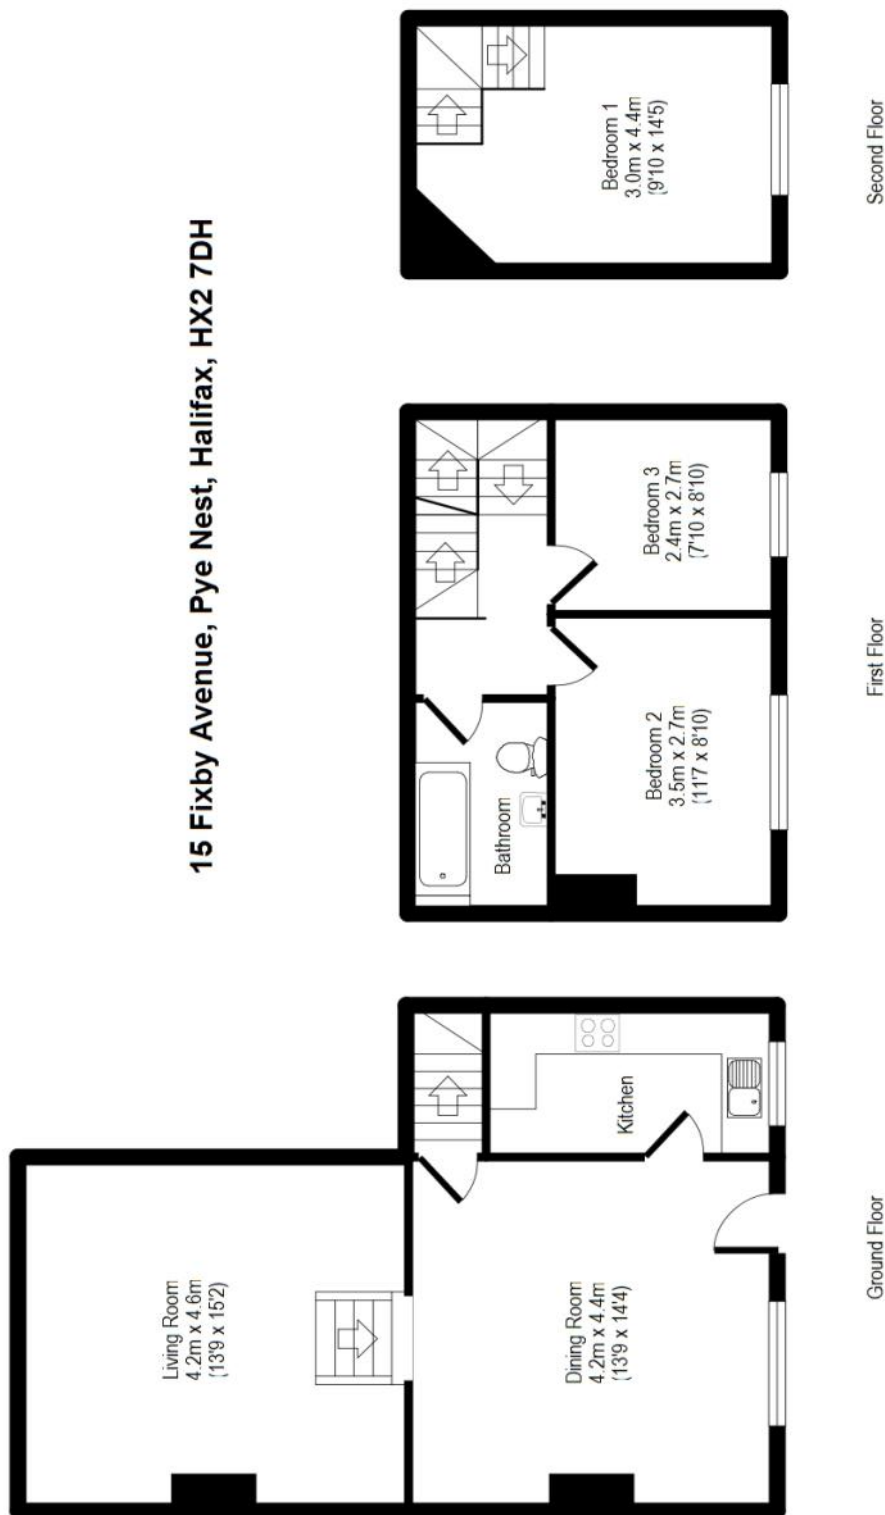 15 Fixby Avenue, Pye Nest, Halifax, HX2 7DH
Living Room
4.2m x 4.6m
(13'9 x 15'2)
Dining Room
4.2m x 4.4m
(13'9 x 14'4)
Kitchen
Ground Floor
Bathroom
Bedroom 2
3.5m x 2.7m
(11'7 x 8'10)
Bedroom 3
2.4m x 2.7m
(7'10 x 8'10)
First Floor
Bedroom 1
3.0m x 4.4m
(9'10 x 14'5)
Second Floor